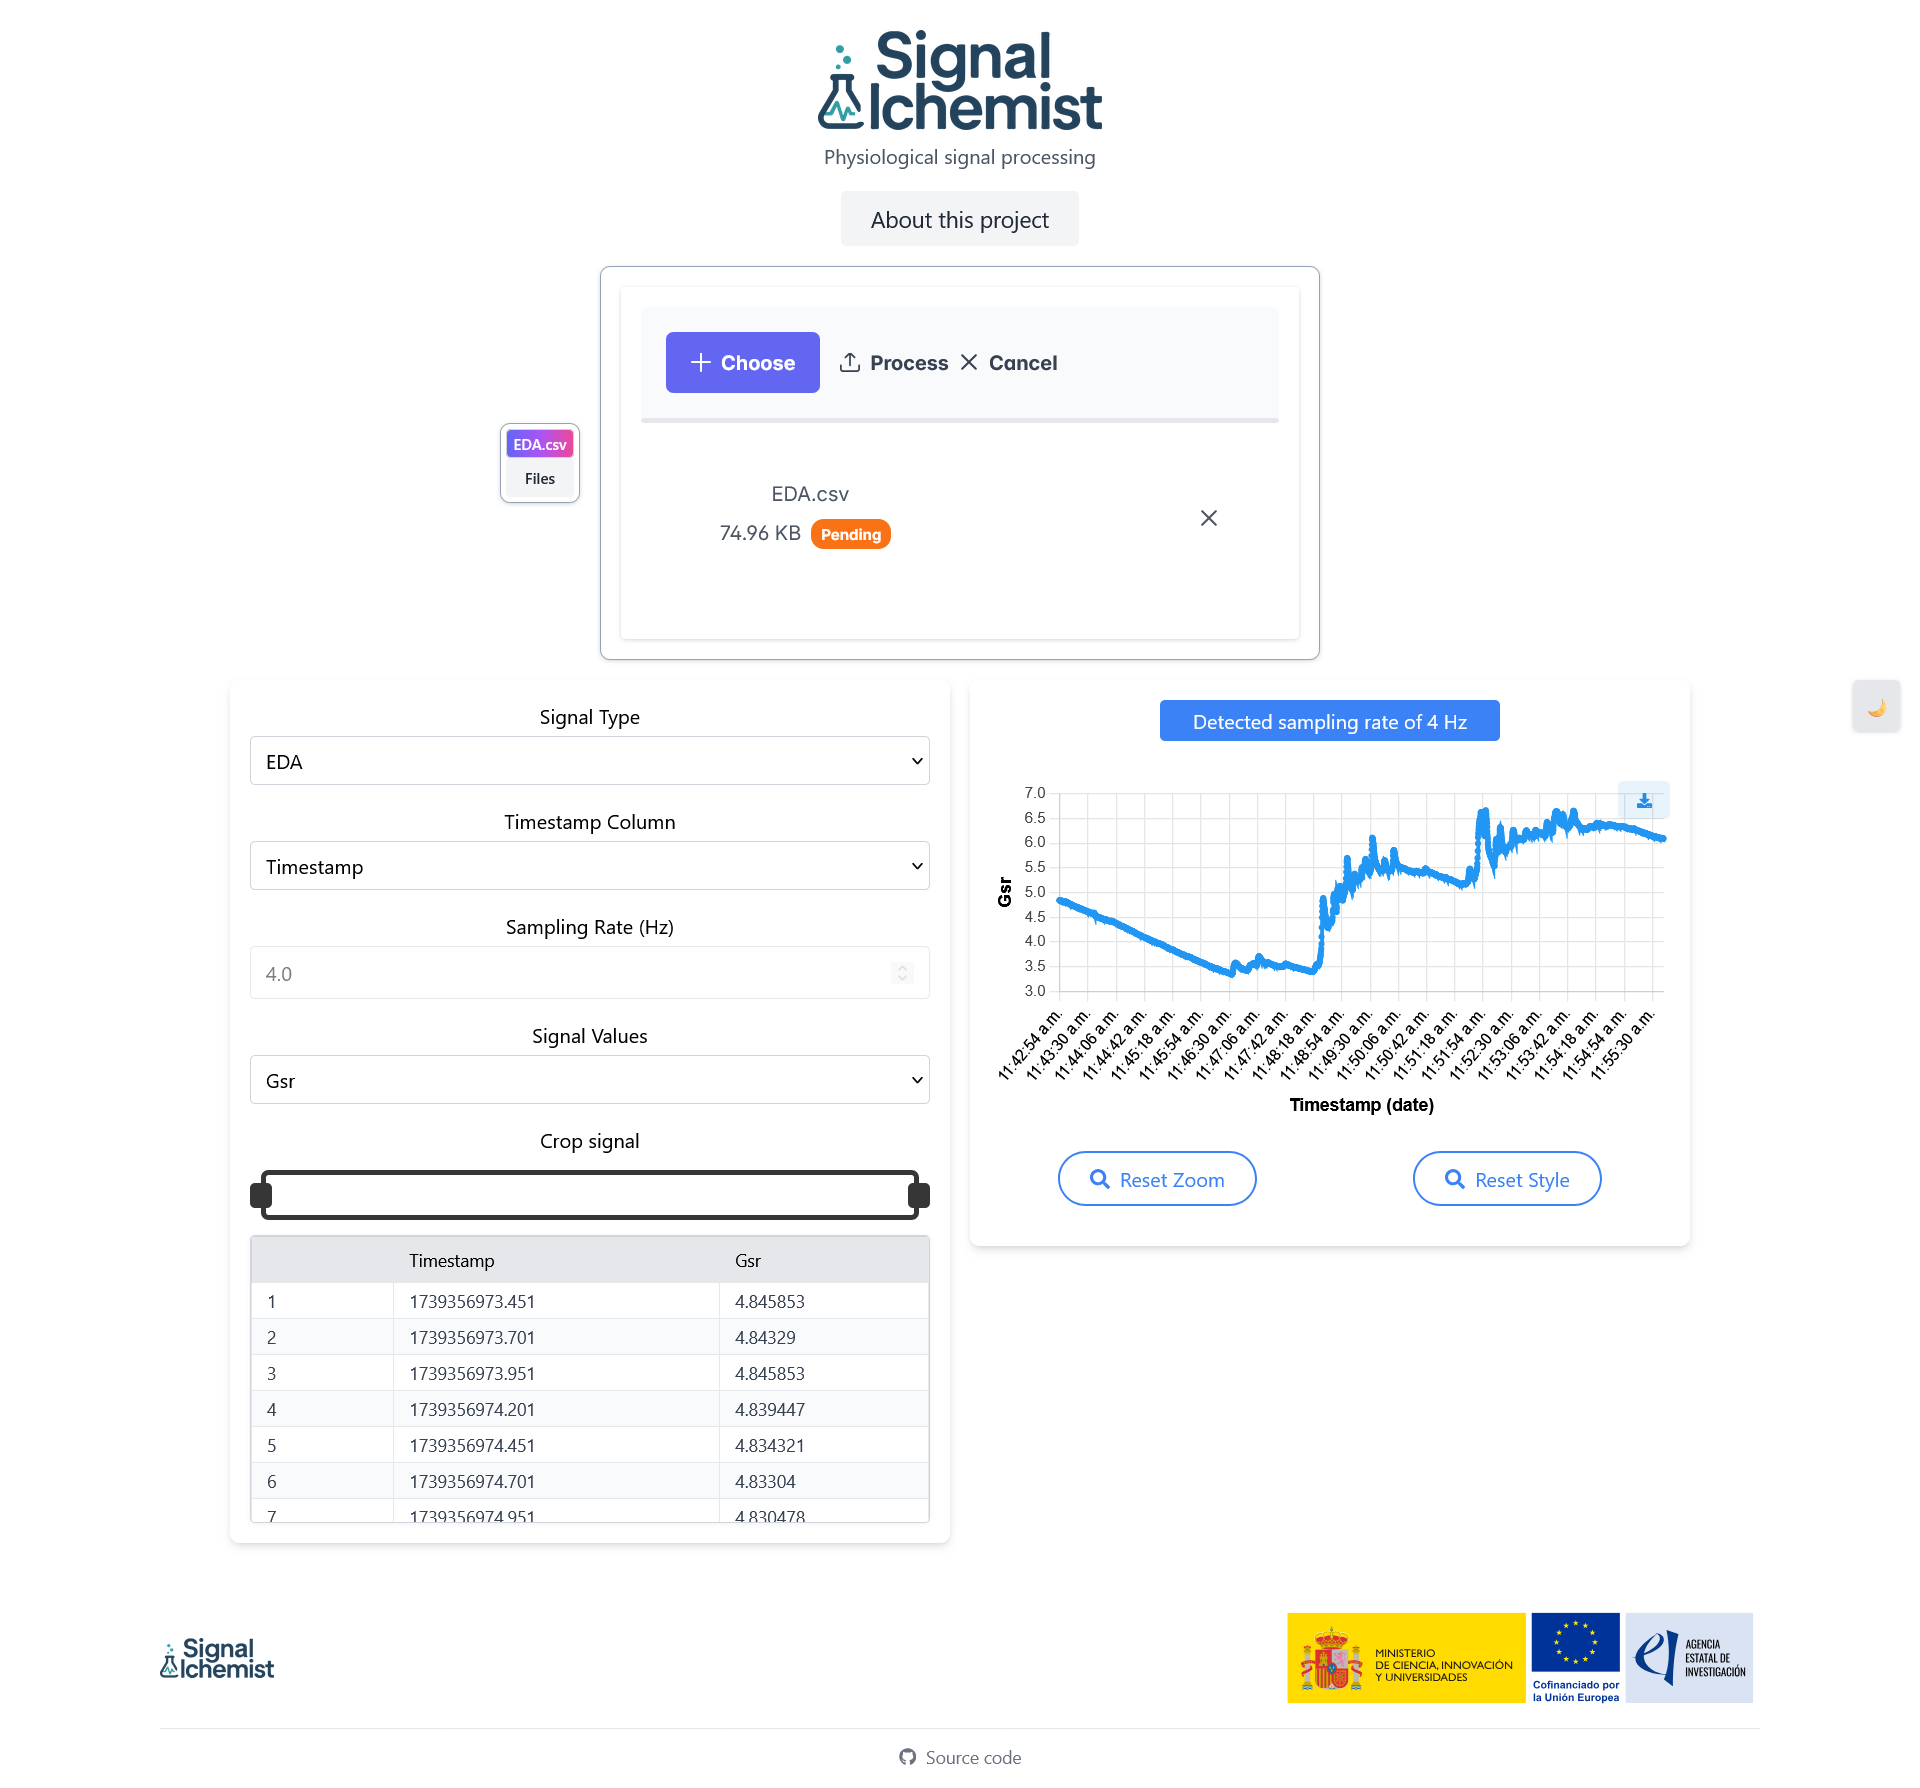 Signal
lchemist
Physiological signal processing
About this project
Choose Process Cancel
EDA.csv
Files
EDA.csv
74.96 KB Pending
Signal Type
EDA
Timestamp Column
Timestamp
Sampling Rate (Hz)
4.0
Signal Values
Gsr
Crop signal
Timestamp Gsr
1 1739356973.451 4.845853
2 1739356973.701 4.84329
3 1739356973.951 4.845853
4 1739356974.201 4.839447
5 1739356974.451 4.834321
6 1739356974.701 4.83304
7 1739356974.951 4.830478
Detected sampling rate of 4 Hz
7.0
6.5
6.0
5.5
5.0
4.5
4.0
3.5
3.0
Gsr
11:42:54 a.m.
11:43:30 a.m.
11:44:06 a.m.
11:44:42 a.m.
11:45:18 a.m.
11:45:54 a.m.
11:46:30 a.m.
11:47:06 a.m.
11:47:42 a.m.
11:48:18 a.m.
11:48:54 a.m.
11:49:30 a.m.
11:50:06 a.m.
11:50:42 a.m.
11:51:18 a.m.
11:51:54 a.m.
11:52:30 a.m.
11:53:06 a.m.
11:53:42 a.m.
11:54:18 a.m.
11:54:54 a.m.
11:55:30 a.m.
Timestamp (date)
Reset Zoom Reset Style
Signal
lchemist
MINISTERIO
DE CIENCIA, INNOVACIÓN
Y UNIVERSIDADES
Cofinanciado por
la Unión Europea
AGENCIA
ESTATAL DE
INVESTIGACIÓN
Source code